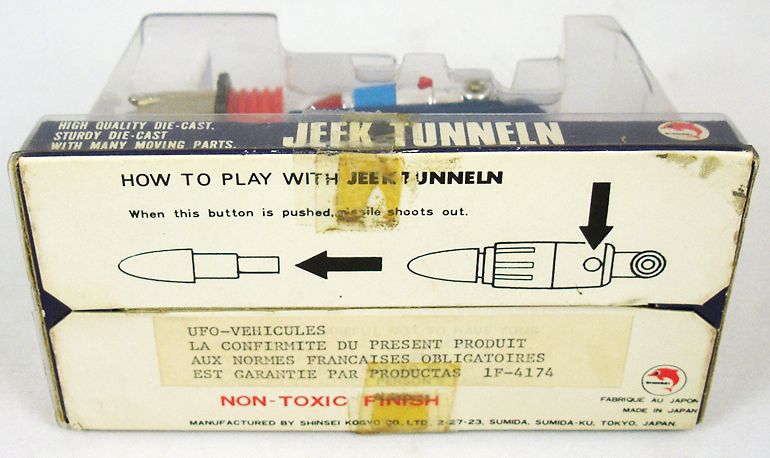 HIGH QUALITY DIE-CAST,
STURDY DIE-CAST
WITH MANY MOVING PARTS.
JEEK TUNNELN
HOW TO PLAY WITH JEEK TUNNELN
When this button is pushed, missile shoots out.
UFO-VEHICULES
LA CONFIRMITE DU PRESENT PRODUIT
AUX NORMES FRANCAISES OBLIGATOIRES
EST GARANTIE PAR PRODUCTAS 1F-4174
NON-TOXIC FINISH
FABRIQUE AU JAPON
MADE IN JAPAN
MANUFACTURED BY SHINSEI KOGYO CO., LTD., 2-27-23, SUMIDA, SUMIDA-KU, TOKYO, JAPAN.